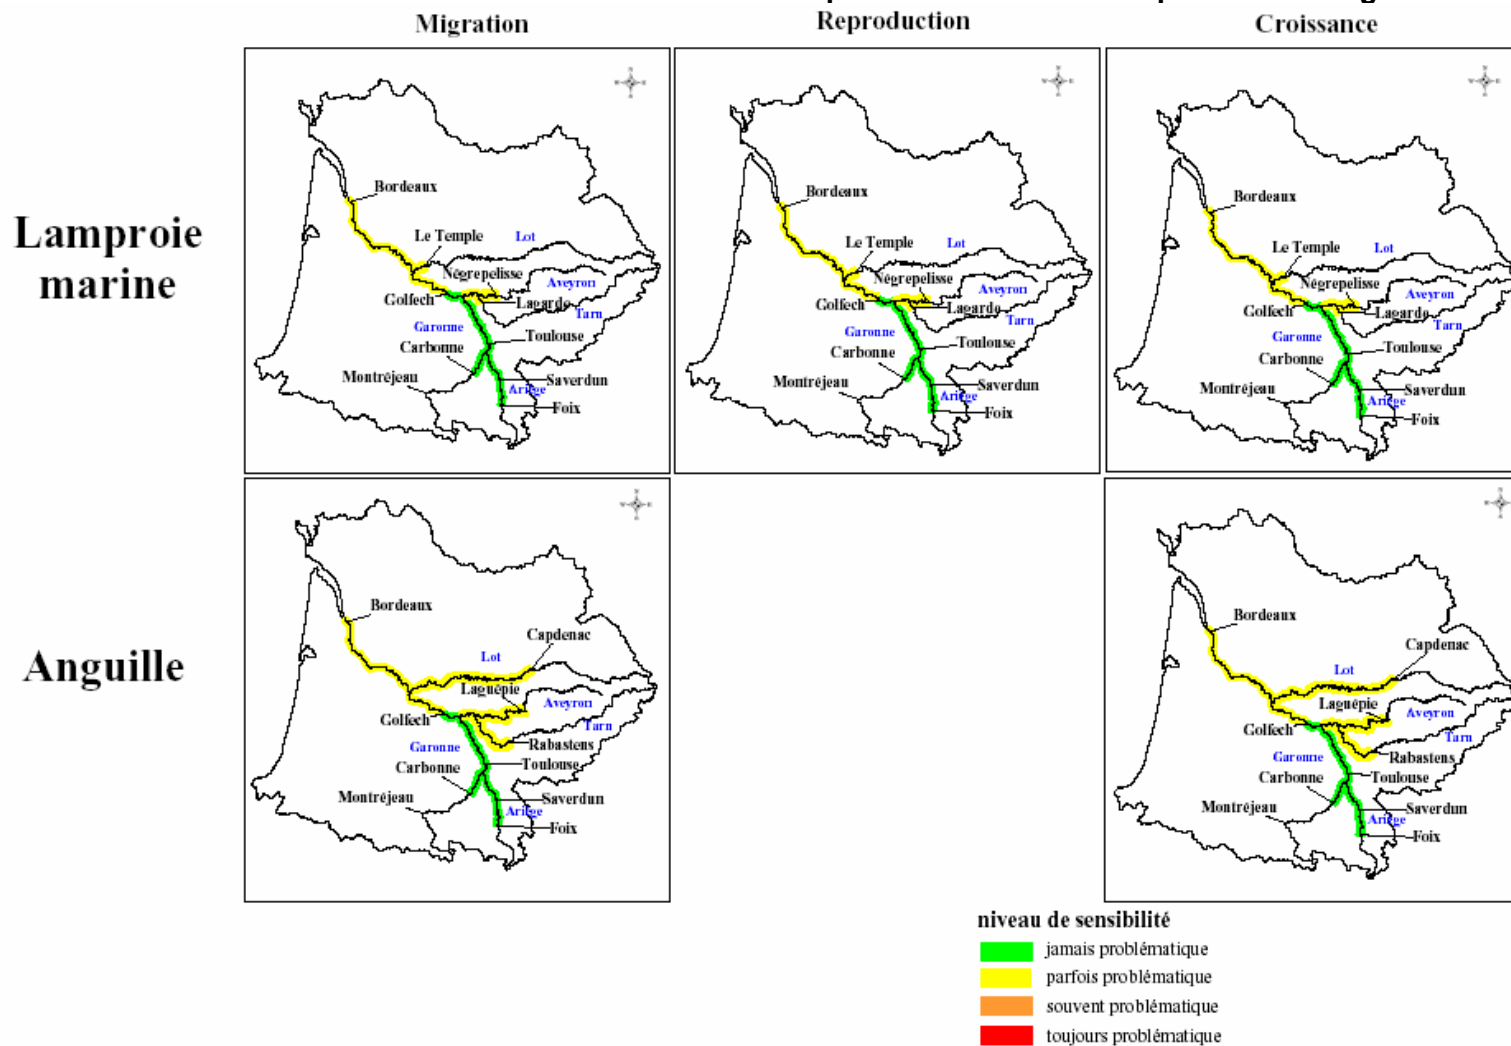 Migration
Reproduction
Croissance
Lamproie
marine
Bordeaux
Le Temple
Lot
Négrepelisse
Aveyron
Golfech
Lagarde
Tarn
Garonne
Toulouse
Carbonne
Montréjeau
Saverdun
Ariège
Foix
Bordeaux
Le Temple
Lot
Négrepelisse
Aveyron
Golfech
Lagarde
Tarn
Garonne
Toulouse
Carbonne
Montréjeau
Saverdun
Ariège
Foix
Bordeaux
Le Temple
Lot
Négrepelisse
Aveyron
Golfech
Lagarde
Tarn
Garonne
Toulouse
Carbonne
Montréjeau
Saverdun
Ariège
Foix
Anguille
Bordeaux
Capdenac
Lot
Laguépie
Aveyron
Golfech
Tarn
Garonne
Rabastens
Toulouse
Carbonne
Montréjeau
Saverdun
Ariège
Foix
Bordeaux
Capdenac
Lot
Laguépie
Aveyron
Golfech
Tarn
Garonne
Rabastens
Toulouse
Carbonne
Montréjeau
Saverdun
Ariège
Foix
niveau de sensibilité
jamais problématique
parfois problématique
souvent problématique
toujours problématique